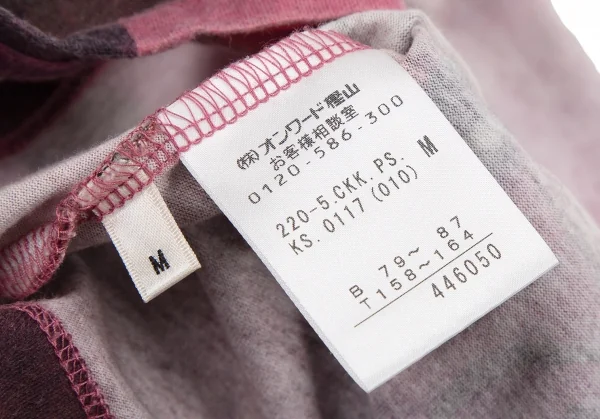 (株)オンワード樫山
お客様相談室
0120-586-300
220-5.CKK.PS. M
KS.0117(010)
B 79～ 87
T158～164
446050
M